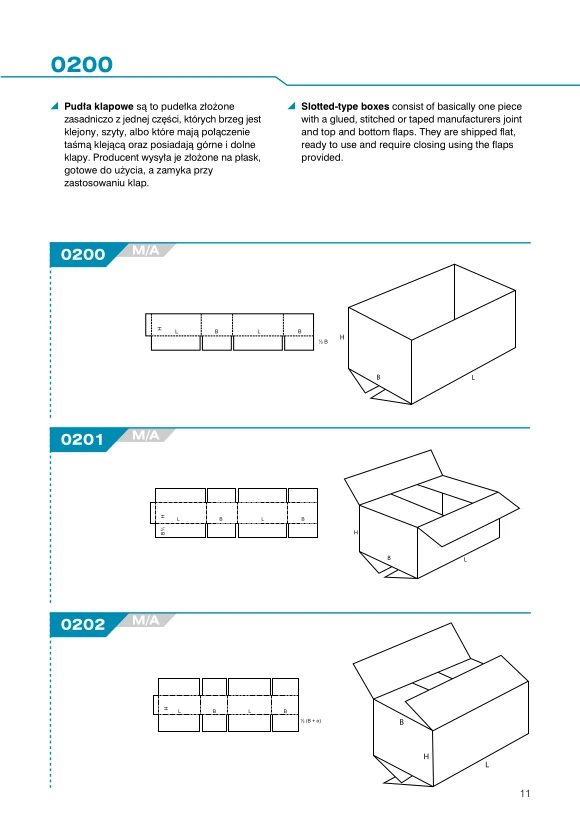 0200
Pudła klapowe są to pudełka złożone
zasadniczo z jednej części, których brzeg jest
klejony, szyty, albo które mają połączenie
taśmą klejącą oraz posiadają górne i dolne
klapy. Producent wysyła je złożone na płask,
gotowe do użycia, a zamyka przy
zastosowaniu klap.
Slotted-type boxes consist of basically one piece
with a glued, stitched or taped manufacturers joint
and top and bottom flaps. They are shipped flat,
ready to use and require closing using the flaps
provided.
0200 M/A
H L B L B
½ B
H B L
0201 M/A
H L B L B
B½
H B L
0202 M/A
H L B L B
½ (B + o)
B
H
L
11